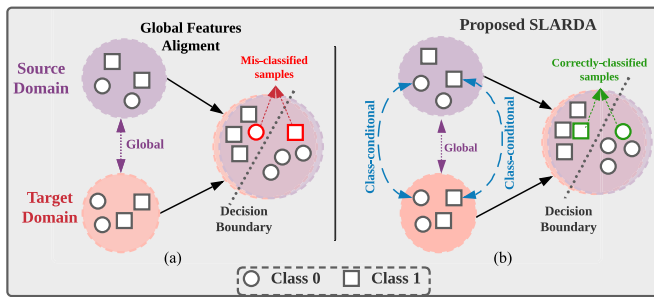 Global Features
Aligment
Proposed SLARDA
Source
Domain
Mis-classified
samples
Correctly-classified
samples
Global
Class-conditonal
Global
Class-conditonal
Target
Domain
Decision
Boundary
Decision
Boundary
(a)
(b)
Class 0
Class 1